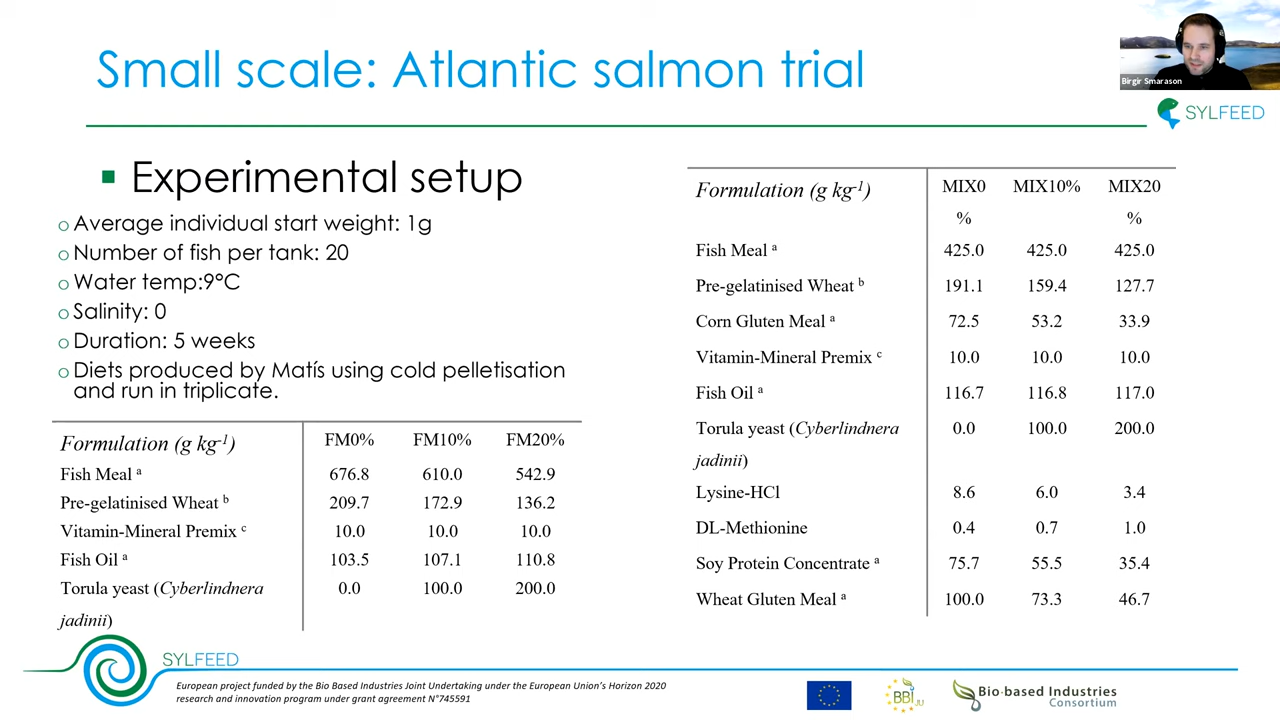 Small scale: Atlantic salmon trial
Birgir Smarason
SYLFEED
▪ Experimental setup
o Average individual start weight: 1g
o Number of fish per tank: 20
o Water temp:9°C
o Salinity: 0
o Duration: 5 weeks
o Diets produced by Matís using cold pelletisation
and run in triplicate.
Formulation (g kg-1) FM0% FM10% FM20%
Fish Meal a 676.8 610.0 542.9
Pre-gelatinised Wheat b 209.7 172.9 136.2
Vitamin-Mineral Premix c 10.0 10.0 10.0
Fish Oil a 103.5 107.1 110.8
Torula yeast (Cyberlindnera 0.0 100.0 200.0
jadinii)
Formulation (g kg-1) MIX0 MIX10% MIX20
% %
Fish Meal a 425.0 425.0 425.0
Pre-gelatinised Wheat b 191.1 159.4 127.7
Corn Gluten Meal a 72.5 53.2 33.9
Vitamin-Mineral Premix c 10.0 10.0 10.0
Fish Oil a 116.7 116.8 117.0
Torula yeast (Cyberlindnera 0.0 100.0 200.0
jadinii)
Lysine-HCl 8.6 6.0 3.4
DL-Methionine 0.4 0.7 1.0
Soy Protein Concentrate a 75.7 55.5 35.4
Wheat Gluten Meal a 100.0 73.3 46.7
SYLFEED
European project funded by the Bio Based Industries Joint Undertaking under the European Union's Horizon 2020
research and innovation program under grant agreement N°745591
BBI JU
Bio-based Industries
Consortium